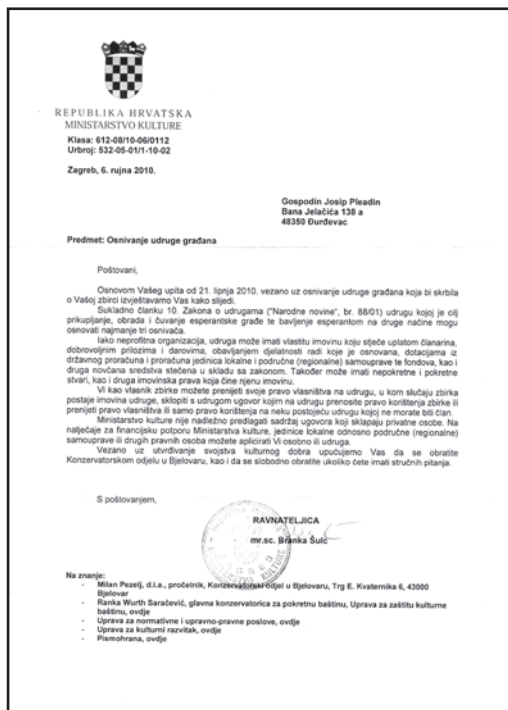 REPUBLIKA HRVATSKA
MINISTARSTVO KULTURE
Klasa: 612-08/10-06/0112
Urbroj: 532-05-01/1-10-02
Zagreb, 6. rujna 2010.
Gospodin Josip Pleadin
Bana Jelačića 138 a
48350 Đurđevac
Predmet: Osnivanje udruge građana
Poštovani,
Osnovom Vašeg upita od 21. lipnja 2010. vezano uz osnivanje udruge građana koja bi skrbila
o Vašoj zbirci izvještavamo Vas kako slijedi.
Sukladno članku 10. Zakona o udrugama ("Narodne novine", br. 88/01) udrugu kojoj je cilj
prikupljanje, obrada i čuvanje esperantske građe te bavljenje esperantom na druge načine mogu
osnovati najmanje tri osnivača.
Iako neprofitna organizacija, udruga može imati vlastitu imovinu koju stječe uplatom članarina,
dobrovoljnim prilozima i darovima, obavljanjem djelatnosti radi koje je osnovana, dotacijama iz
državnog proračuna i proračuna jedinica lokalne i područne (regionalne) samouprave te fondova, kao i
druga novčana sredstva stečena u skladu sa zakonom. Također može imati nepokretne i pokretne
stvari, kao i druga imovinska prava koja čine njenu imovinu.
Vi kao vlasnik zbirke možete prenijeti svoje pravo vlasništva na udrugu, u kom slučaju zbirka
postaje imovina udruge, sklopiti s udrugom ugovor kojim na udrugu prenosite pravo korištenja zbirke ili
prenijeti pravo vlasništva ili samo pravo korištenja na neku postojeću udrugu kojoj ne morate biti član.
Ministarstvo kulture nije nadležno predlagati sadržaj ugovora koji sklapaju privatne osobe. Na
natječaje za financijsku potporu Ministarstva kulture, jedinice lokalne odnosno područne (regionalne)
samouprave ili drugih pravnih osoba možete aplicirati Vi osobno ili udruga.
Vezano uz utvrđivanje svojstva kulturnog dobra upućujemo Vas da se obratite
Konzervatorskom odjelu u Bjelovaru, kao i da se slobodno obratite ukoliko ćete imati stručnih pitanja.
S poštovanjem,
RAVNATELJICA
mr.sc. Branka Šulc
Na znanje:
- Milan Pezelj, d.i.a., pročelnik, Konzervatorski odjel u Bjelovaru, Trg E. Kvaternika 6, 43000
Bjelovar
- Ranka Wurth Saračević, glavna konzervatorica za pokretnu baštinu, Uprava za zaštitu kulturne
baštinu, ovdje
- Uprava za normativne i upravno-pravne poslove, ovdje
- Uprava za kulturni razvitak, ovdje
- Pismohrana, ovdje